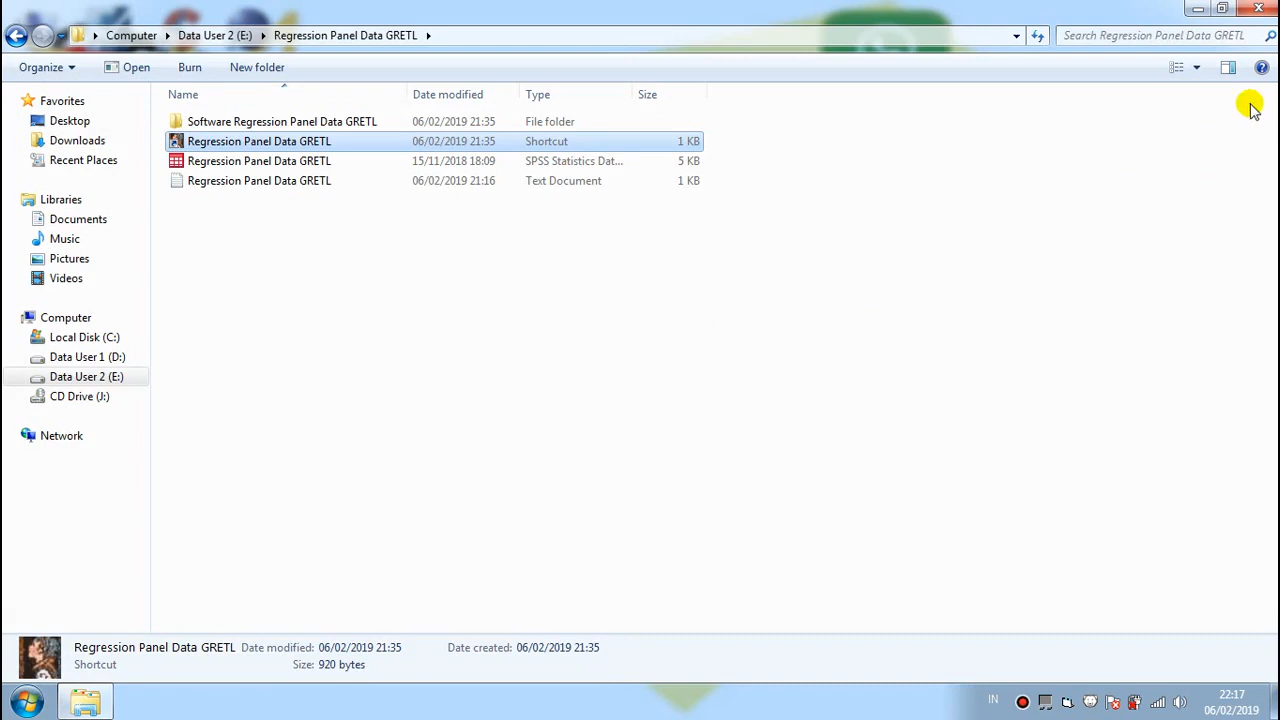 Computer Data User 2 (E:) Regression Panel Data GRETL Search Regression Panel Data GRETL
Organize Open Burn New folder
Name Date modified Type Size
Favorites
Desktop
Downloads
Recent Places
Libraries
Documents
Music
Pictures
Videos
Computer
Local Disk (C:)
Data User 1 (D:)
Data User 2 (E:)
CD Drive (J:)
Network
Software Regression Panel Data GRETL 06/02/2019 21:35 File folder
Regression Panel Data GRETL 06/02/2019 21:35 Shortcut 1 KB
Regression Panel Data GRETL 15/11/2018 18:09 SPSS Statistics Dat... 5 KB
Regression Panel Data GRETL 06/02/2019 21:16 Text Document 1 KB
Regression Panel Data GRETL Date modified: 06/02/2019 21:35 Date created: 06/02/2019 21:35
Shortcut Size: 920 bytes
IN 22:17
06/02/2019